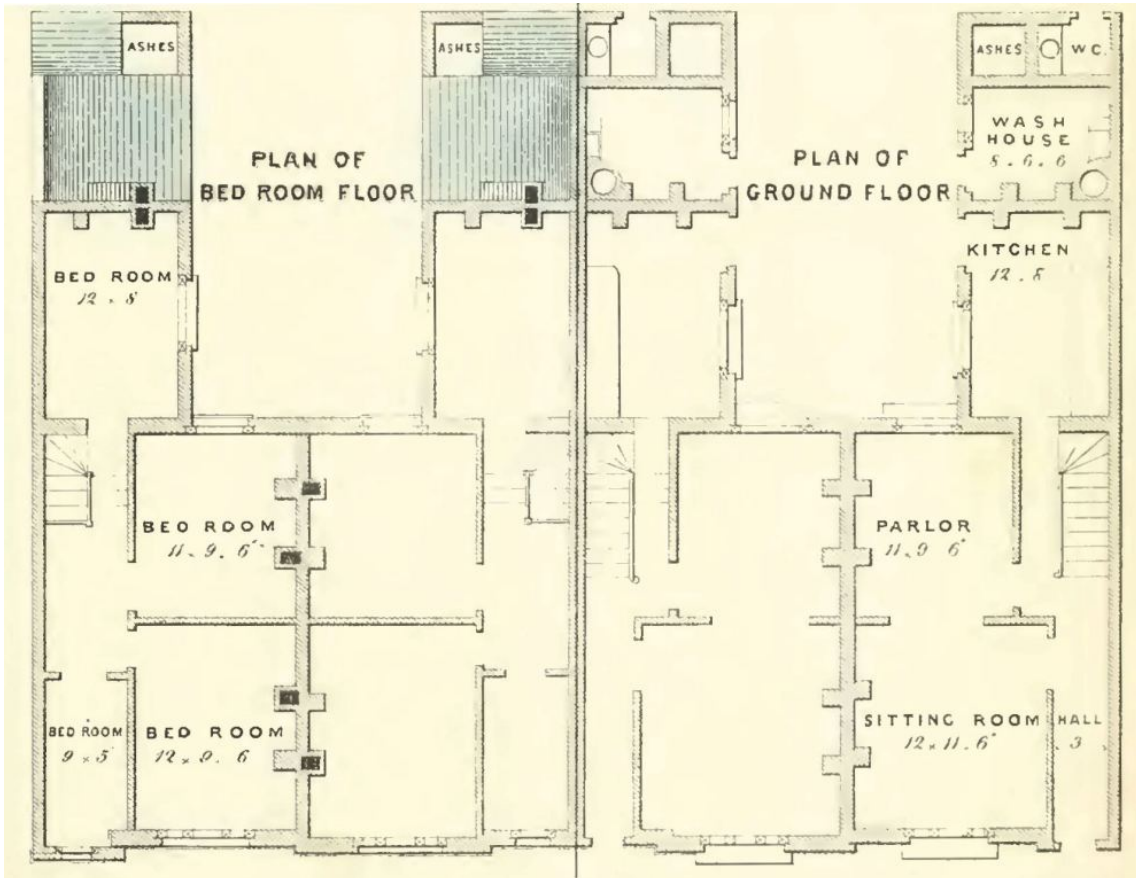 ASHES
ASHES
PLAN OF
BED ROOM FLOOR
BED ROOM
12 × 8
BED ROOM
11 . 9 . 6"
BED ROOM
9 × 5
BED ROOM
12 × 9 . 6
ASHES
W C.
WASH
HOUSE
8 . 6 . 6
PLAN OF
GROUND FLOOR
KITCHEN
12 . 8
PARLOR
11 × 9 6"
SITTING ROOM
12 × 11 . 6"
HALL
. 3